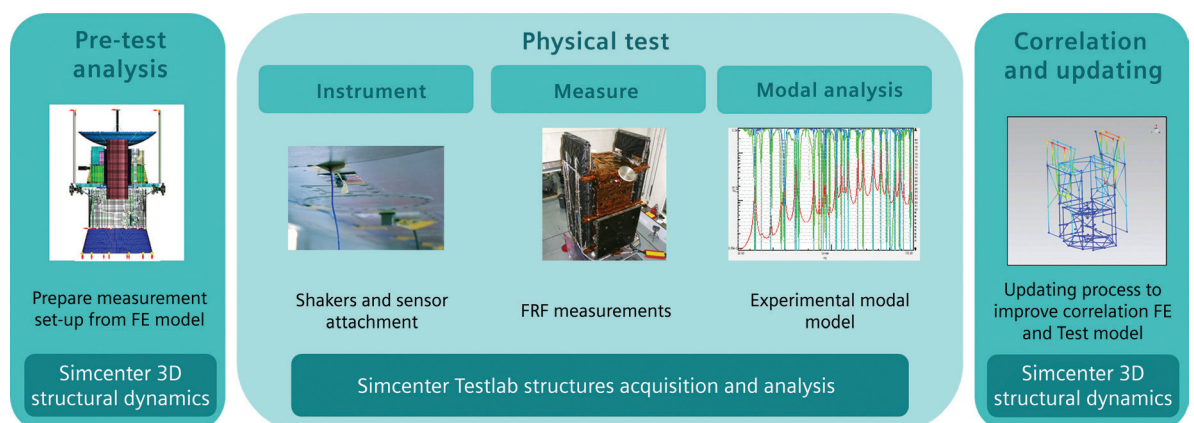 Pre-test
analysis
Prepare measurement
set-up from FE model
Simcenter 3D
structural dynamics
Physical test
Instrument
Measure
Modal analysis
Shakers and sensor
attachment
FRF measurements
Experimental modal
model
Simcenter Testlab structures acquisition and analysis
Correlation
and updating
Updating process to
improve correlation FE
and Test model
Simcenter 3D
structural dynamics